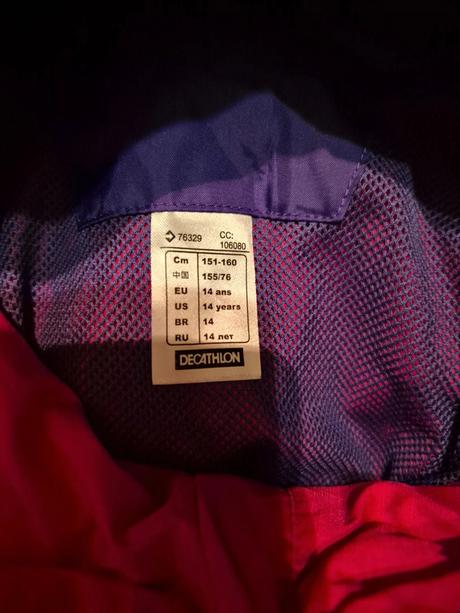 76329 CC: 106080
Cm 151-160
中国 155/76
EU 14 ans
US 14 years
BR 14
RU 14 лет
DECATHLON